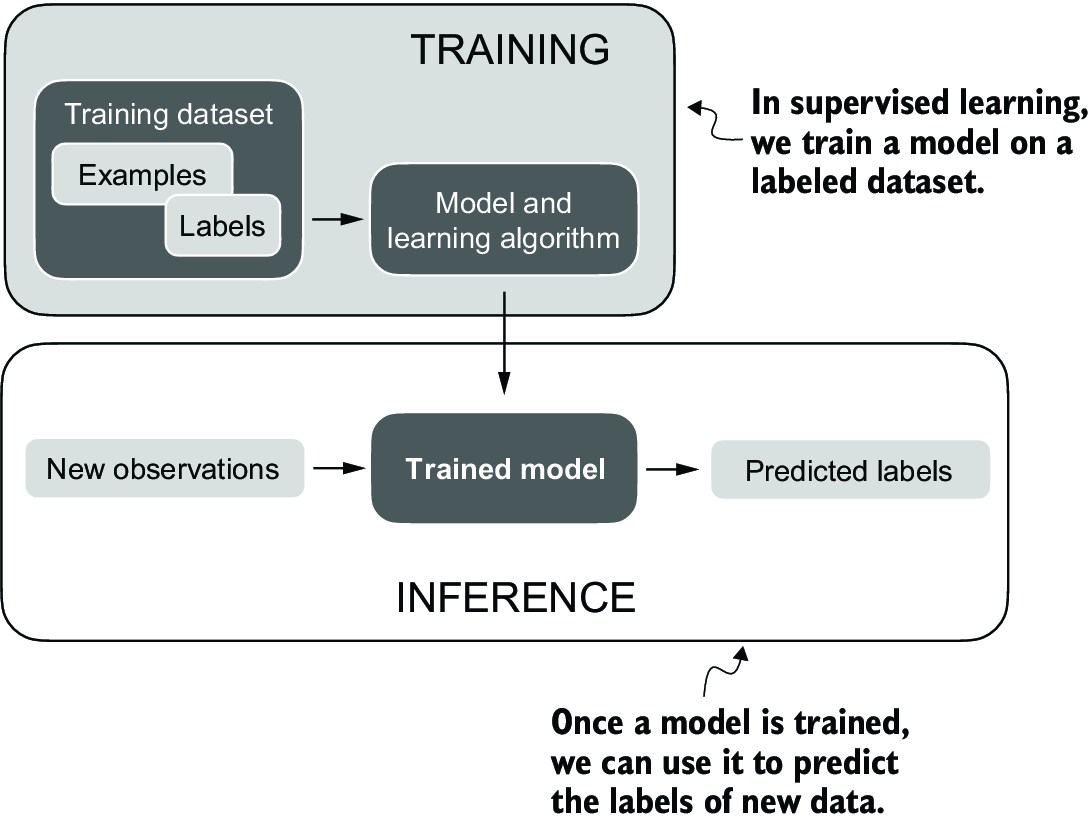 TRAINING
Training dataset
Examples
Labels
Model and
learning algorithm
In supervised learning,
we train a model on a
labeled dataset.
New observations
Trained model
Predicted labels
INFERENCE
Once a model is trained,
we can use it to predict
the labels of new data.